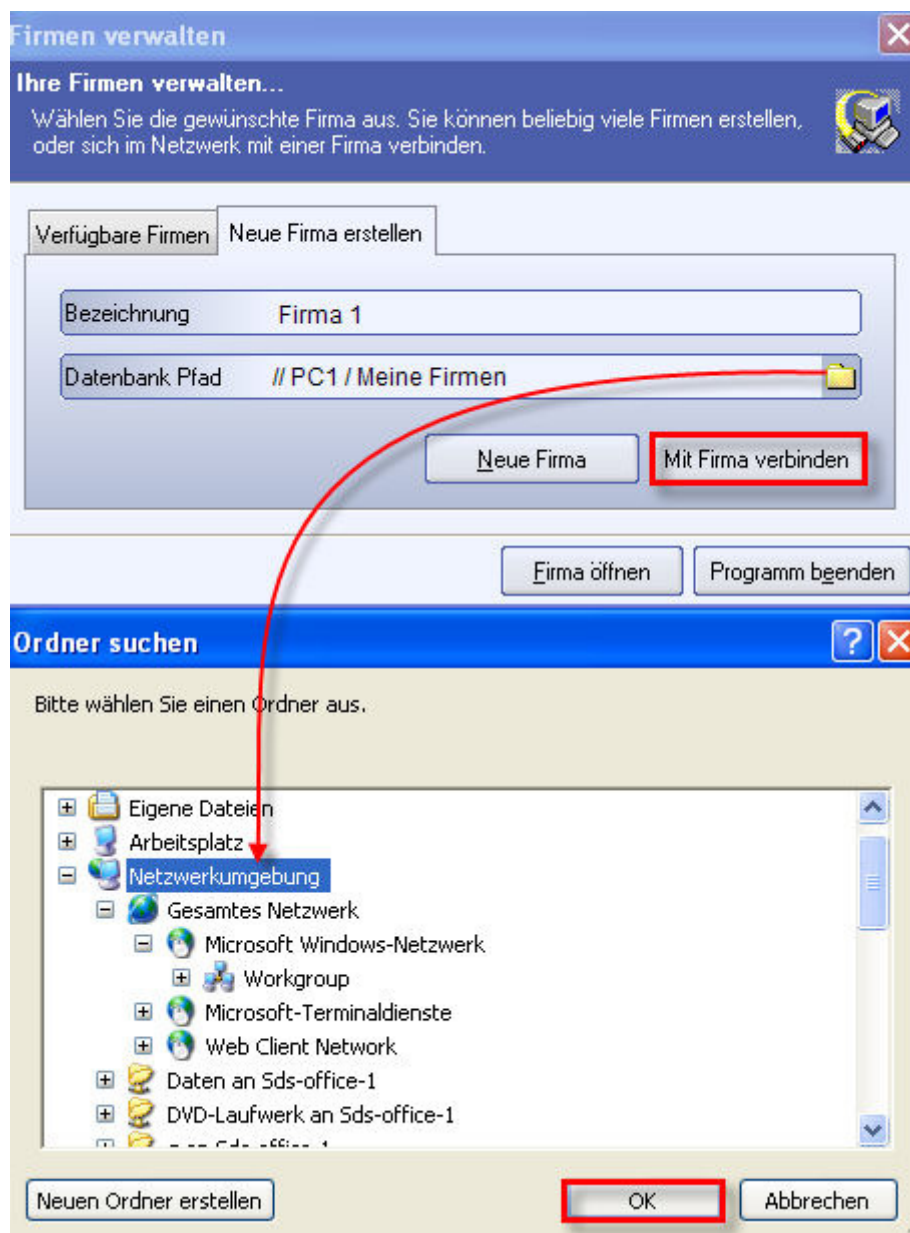 Firmen verwalten
Ihre Firmen verwalten...
Wählen Sie die gewünschte Firma aus. Sie können beliebig viele Firmen erstellen,
oder sich im Netzwerk mit einer Firma verbinden.
Verfügbare Firmen Neue Firma erstellen
Bezeichnung Firma 1
Datenbank Pfad // PC1 / Meine Firmen
Neue Firma Mit Firma verbinden
Firma öffnen Programm beenden
Ordner suchen
Bitte wählen Sie einen Ordner aus.
Eigene Dateien
Arbeitsplatz
Netzwerkumgebung
Gesamtes Netzwerk
Microsoft Windows-Netzwerk
Workgroup
Microsoft-Terminaldienste
Web Client Network
Daten an Sds-office-1
DVD-Laufwerk an Sds-office-1
an Sds-office-1
Neuen Ordner erstellen OK Abbrechen